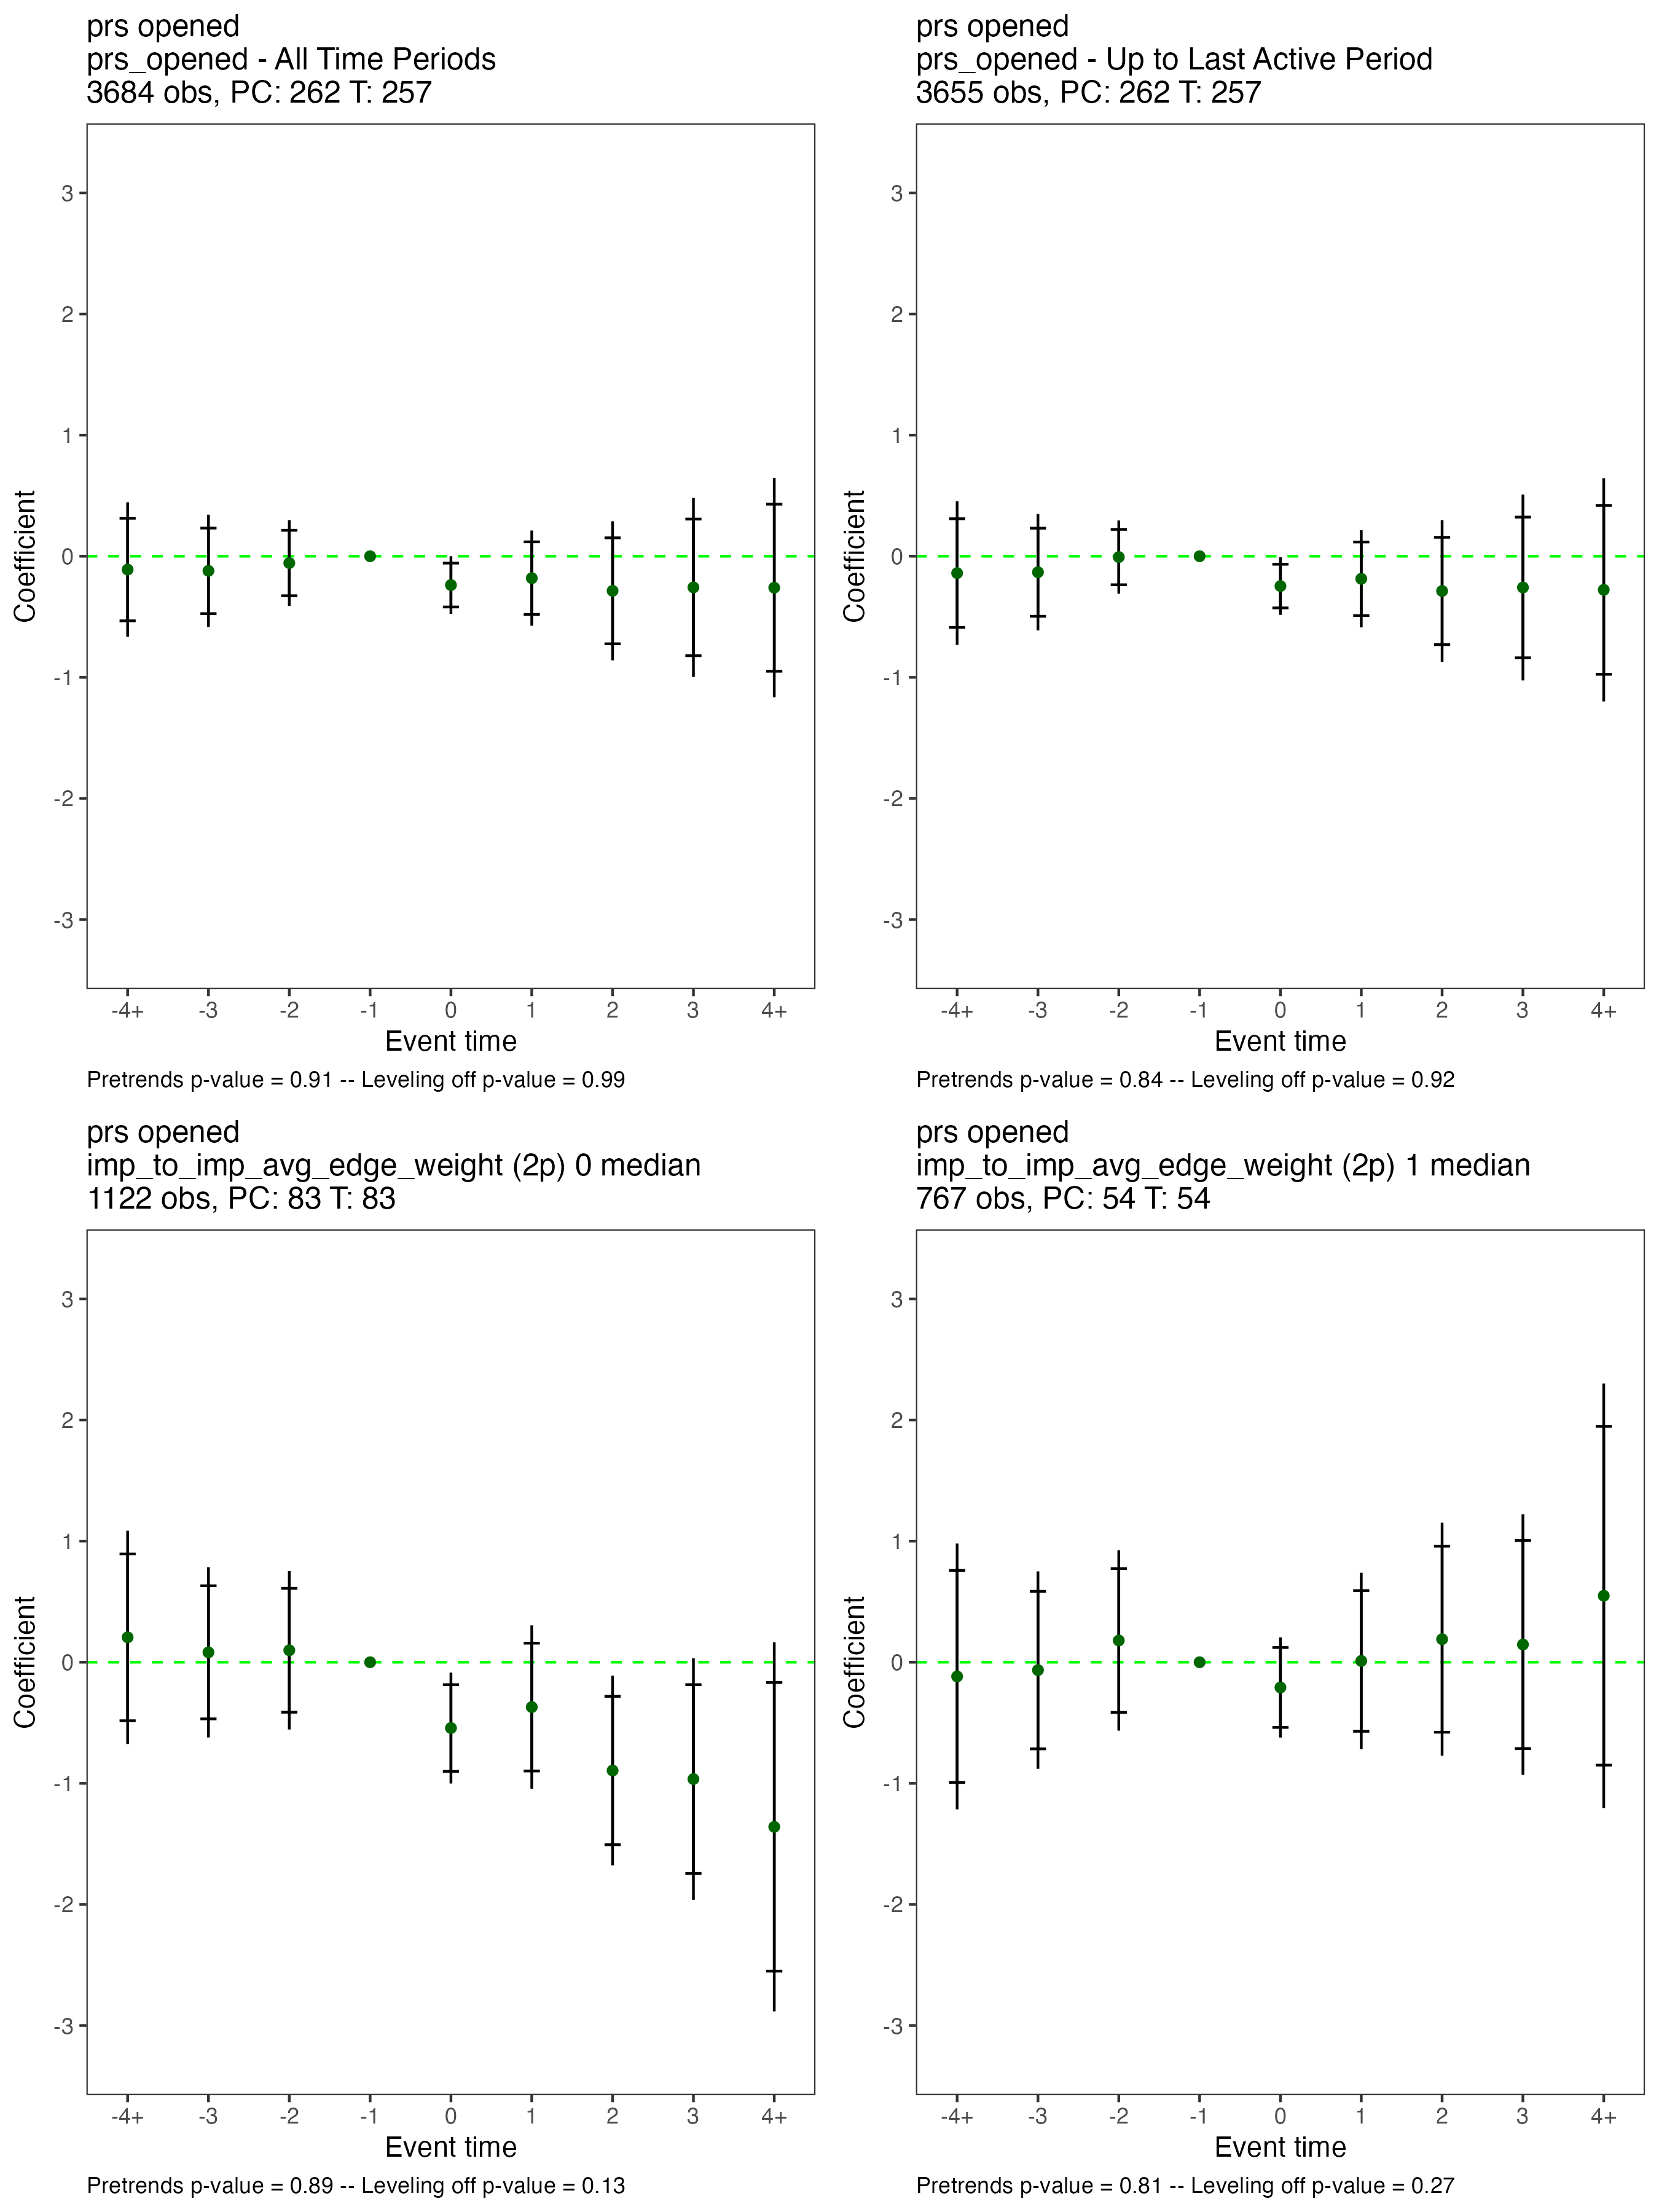 prs opened
prs_opened - All Time Periods
3684 obs, PC: 262 T: 257
3
2
1
0
-1
-2
-3
Coefficient
-4+ -3 -2 -1 0 1 2 3 4+
Event time
Pretrends p-value = 0.91 -- Leveling off p-value = 0.99
prs opened
prs_opened - Up to Last Active Period
3655 obs, PC: 262 T: 257
3
2
1
0
-1
-2
-3
Coefficient
-4+ -3 -2 -1 0 1 2 3 4+
Event time
Pretrends p-value = 0.84 -- Leveling off p-value = 0.92
prs opened
imp_to_imp_avg_edge_weight (2p) 0 median
1122 obs, PC: 83 T: 83
3
2
1
0
-1
-2
-3
Coefficient
-4+ -3 -2 -1 0 1 2 3 4+
Event time
Pretrends p-value = 0.89 -- Leveling off p-value = 0.13
prs opened
imp_to_imp_avg_edge_weight (2p) 1 median
767 obs, PC: 54 T: 54
3
2
1
0
-1
-2
-3
Coefficient
-4+ -3 -2 -1 0 1 2 3 4+
Event time
Pretrends p-value = 0.81 -- Leveling off p-value = 0.27